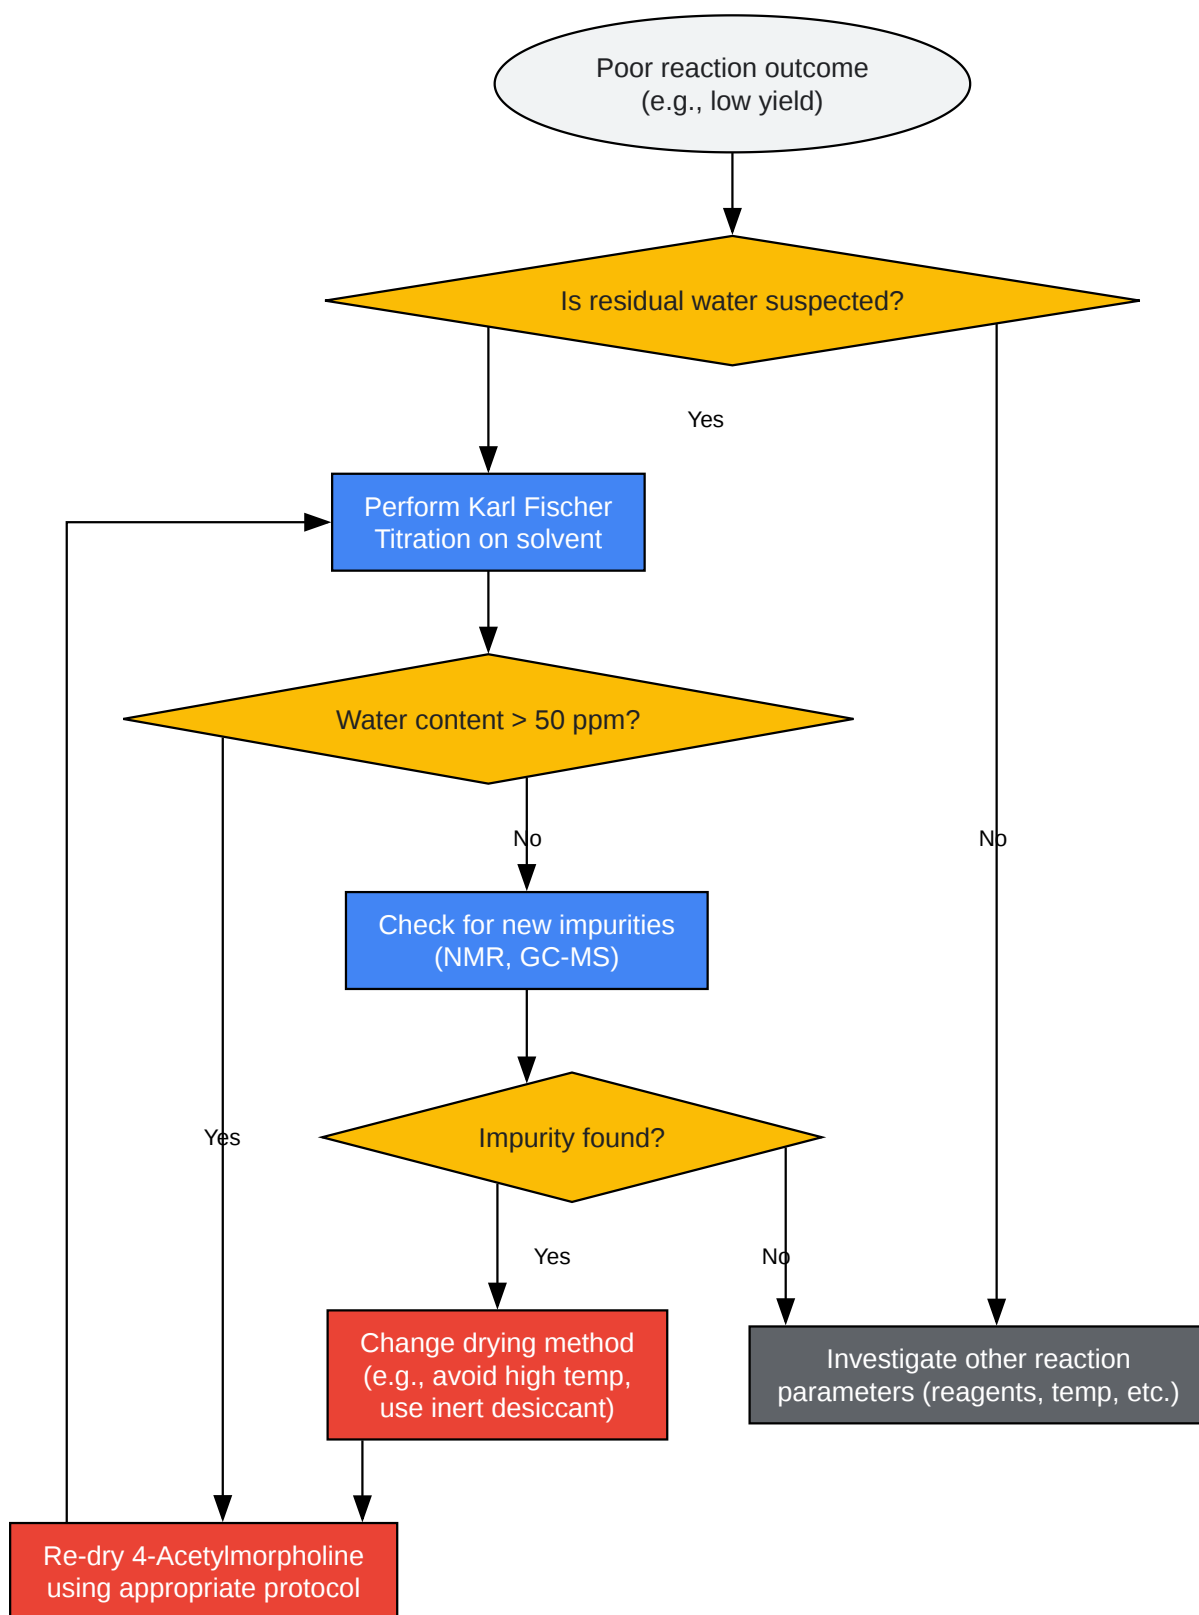 Poor reaction outcome
(e.g., low yield)
Is residual water suspected?
Yes
Perform Karl Fischer
Titration on solvent
Water content > 50 ppm?
No
No
Check for new impurities
(NMR, GC-MS)
Yes
Impurity found?
Yes
No
Change drying method
(e.g., avoid high temp,
use inert desiccant)
Investigate other reaction
parameters (reagents, temp, etc.)
Re-dry 4-Acetylmorpholine
using appropriate protocol